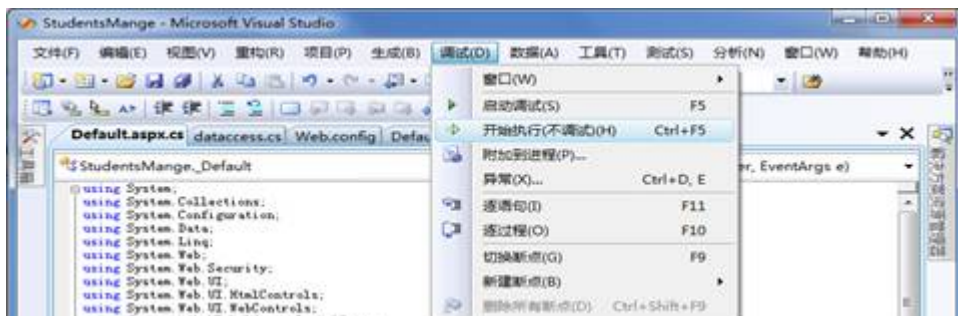 StudentsMange - Microsoft Visual Studio
文件(F) 编辑(E) 视图(V) 重构(R) 项目(P) 生成(B) 调试(D) 数据(A) 工具(T) 测试(S) 分析(N) 窗口(W) 帮助(H)
窗口(W)
启动调试(S) F5
Default.aspx.cs dataccess.cs Web.config Defau
开始执行(不调试)(H) Ctrl+F5
附加到进程(P)...
StudentsMange._Default
er, EventArgs e)
异常(X)... Ctrl+D, E
using System;
using System.Collections;
逐语句(I) F11
using System.Configuration;
using System.Data;
逐过程(O) F10
using System.Linq;
using System.Web;
切换断点(G) F9
using System.Web.Security;
using System.Web.UI;
新建断点(B)
using System.Web.UI.HtmlControls;
using System.Web.UI.WebControls;
删除所有断点(D) Ctrl+Shift+F9